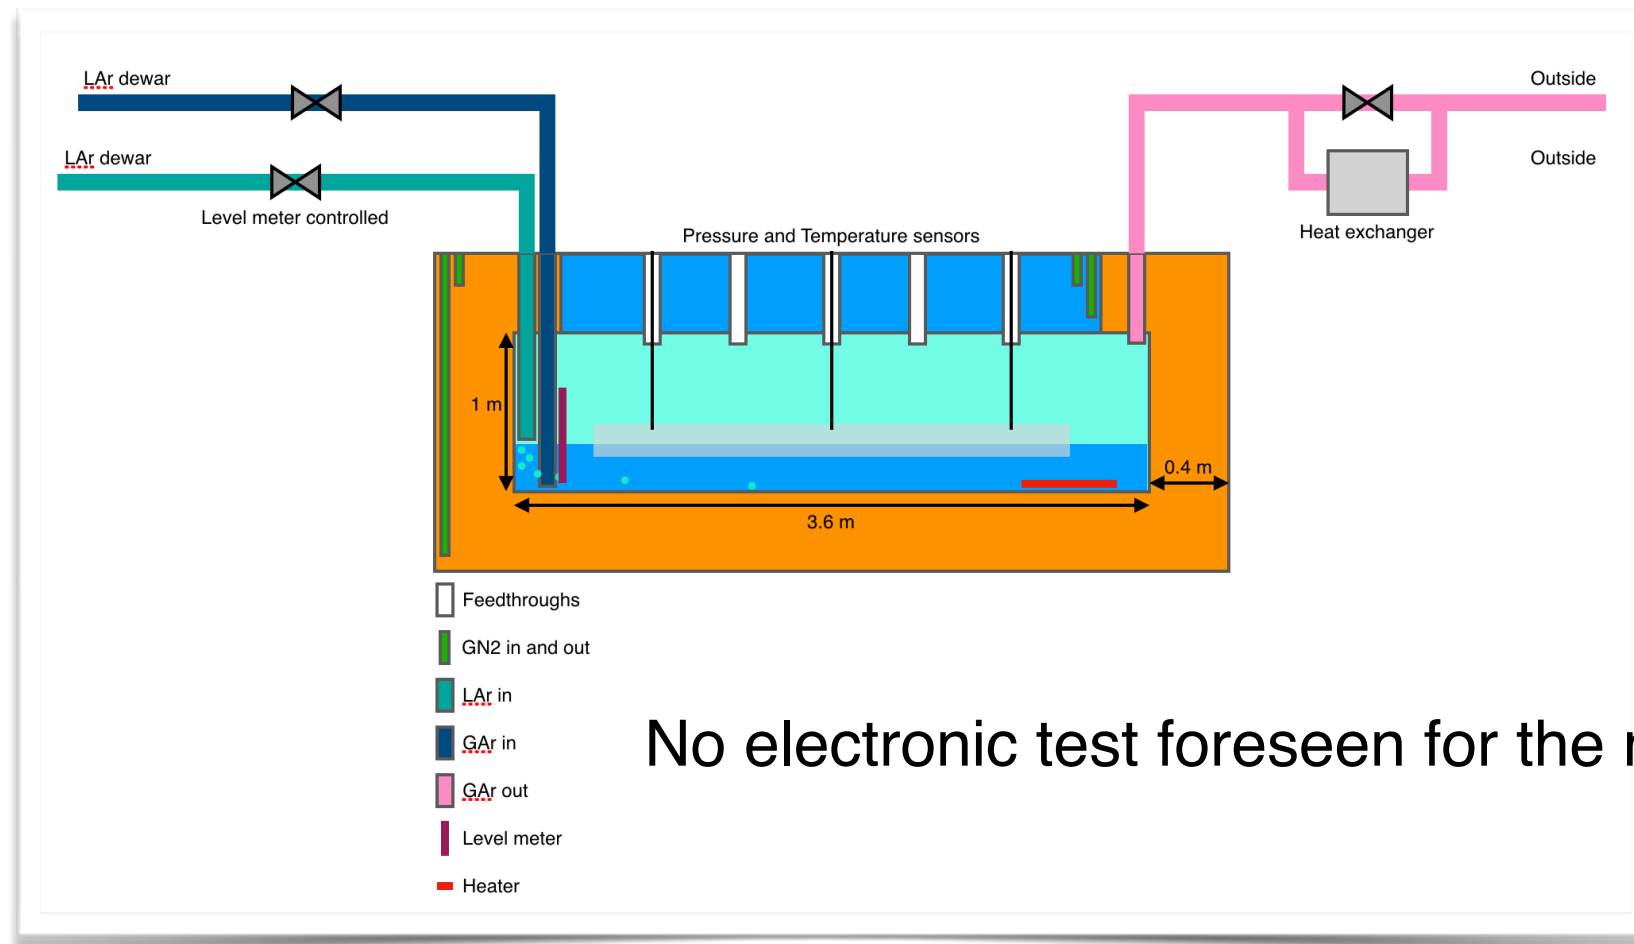 LAr dewar
Outside
LAr dewar
Outside
Level meter controlled
Heat exchanger
Pressure and Temperature sensors
1 m
0.4 m
3.6 m
Feedthroughs
GN2 in and out
LAr in
GAr in
No electronic test foreseen for the
GAr out
Level meter
Heater